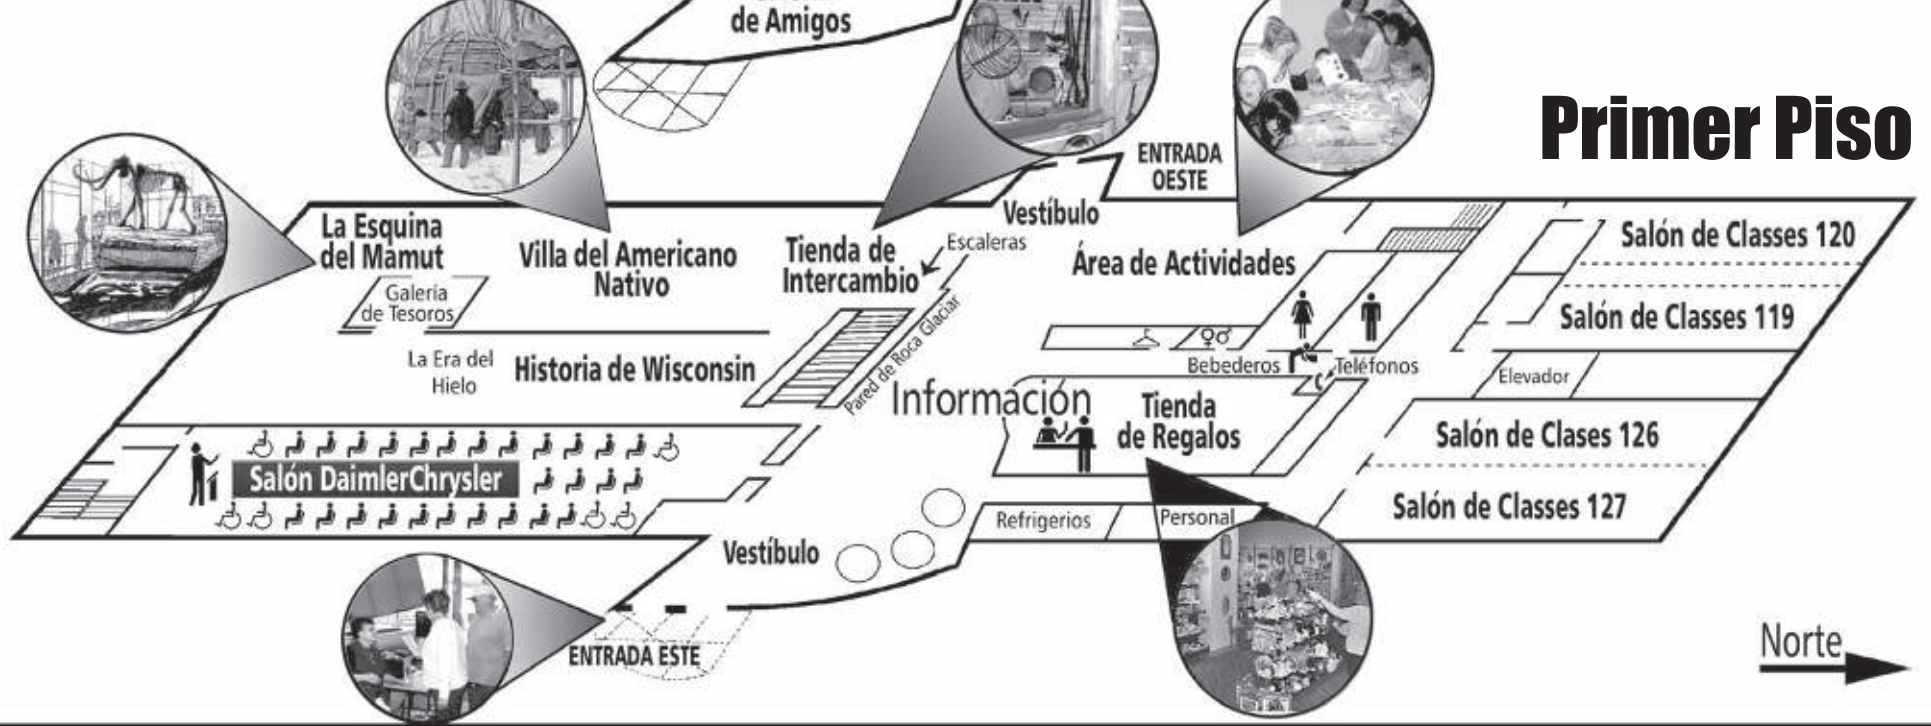 de Amigos
Primer Piso
ENTRADA
OESTE
La Esquina
del Mamut
Villa del Americano
Nativo
Tienda de
Intercambio
Escaleras
Vestíbulo
Área de Actividades
Salón de Classes 120
Galería
de Tesoros
Salón de Classes 119
La Era del
Hielo
Historia de Wisconsin
Pared de Roca Glaciar
Bebederos
Teléfonos
Elevador
Información
Tienda
de Regalos
Salón de Clases 126
Salón DaimlerChrysler
Salón de Classes 127
Refrigerios
Personal
Vestíbulo
ENTRADA ESTE
Norte